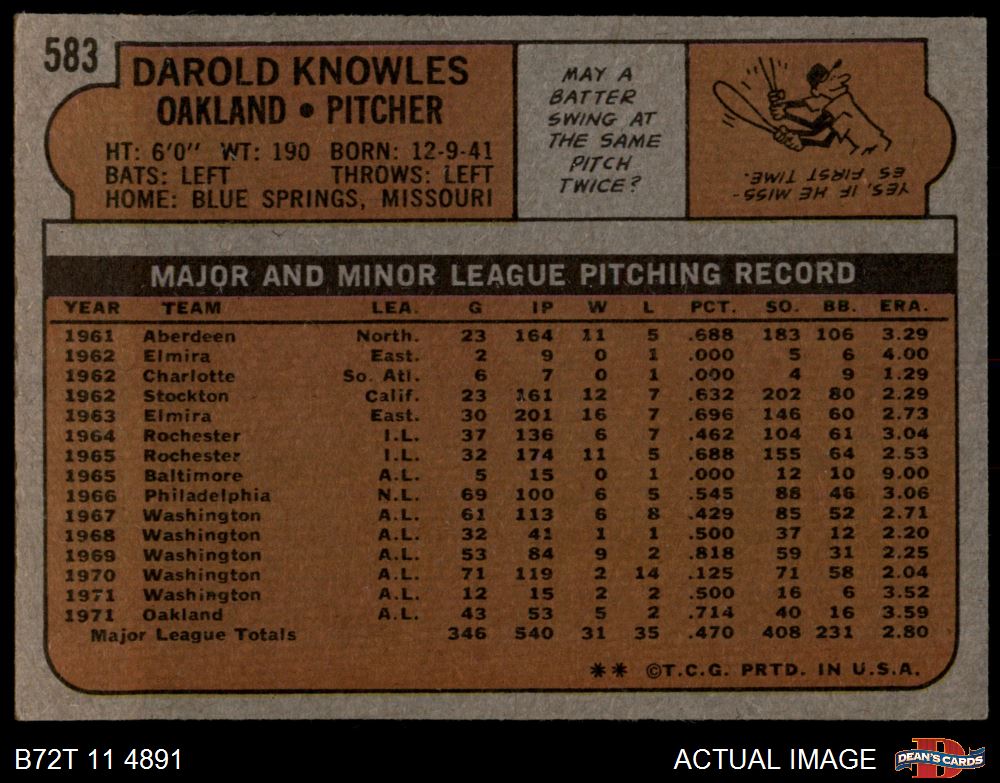 583
DAROLD KNOWLES
OAKLAND • PITCHER
HT: 6'0" WT: 190 BORN: 12-9-41
BATS: LEFT THROWS: LEFT
HOME: BLUE SPRINGS, MISSOURI
MAY A
BATTER
SWING AT
THE SAME
PITCH
TWICE?
YES, IF HE MISS-
ES FIRST TIME.
MAJOR AND MINOR LEAGUE PITCHING RECORD
YEAR TEAM LEA. G IP W L PCT. SO. BB. ERA.
1961 Aberdeen North. 23 164 11 5 .688 183 106 3.29
1962 Elmira East. 2 9 0 1 .000 5 6 4.00
1962 Charlotte So. Atl. 6 7 0 1 .000 4 9 1.29
1962 Stockton Calif. 23 161 12 7 .632 202 80 2.29
1963 Elmira East. 30 201 16 7 .696 146 60 2.73
1964 Rochester I.L. 37 136 6 7 .462 104 61 3.04
1965 Rochester I.L. 32 174 11 5 .688 155 64 2.53
1965 Baltimore A.L. 5 15 0 1 .000 12 10 9.00
1966 Philadelphia N.L. 69 100 6 5 .545 88 46 3.06
1967 Washington A.L. 61 113 6 8 .429 85 52 2.71
1968 Washington A.L. 32 41 1 1 .500 37 12 2.20
1969 Washington A.L. 53 84 9 2 .818 59 31 2.25
1970 Washington A.L. 71 119 2 14 .125 71 58 2.04
1971 Washington A.L. 12 15 2 2 .500 16 6 3.52
1971 Oakland A.L. 43 53 5 2 .714 40 16 3.59
Major League Totals 346 540 31 35 .470 408 231 2.80
** ©T.C.G. PRTD. IN U.S.A.
B72T 11 4891
ACTUAL IMAGE
D
DEAN'S CARDS